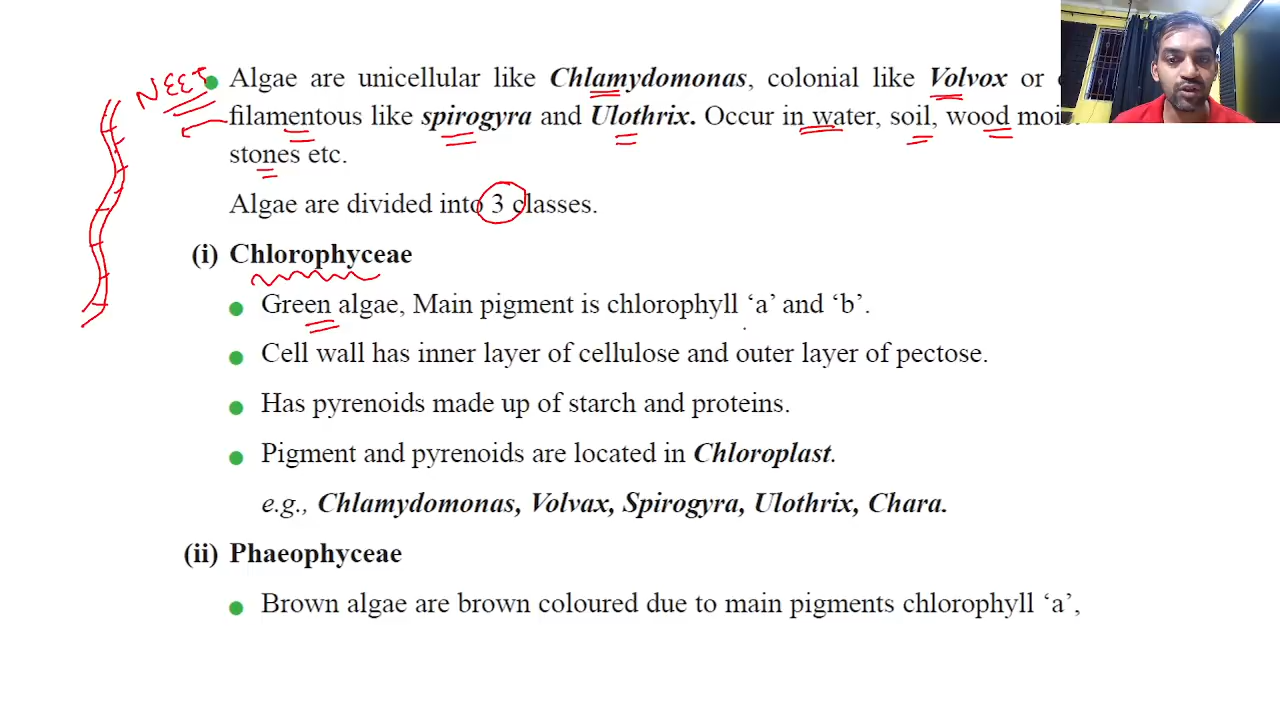 NEET
Algae are unicellular like Chlamydomonas, colonial like Volvox or
filamentous like spirogyra and Ulothrix. Occur in water, soil, wood
stones etc.
Algae are divided into 3 classes.
(i) Chlorophyceae
Green algae, Main pigment is chlorophyll ‘a’ and ‘b’.
Cell wall has inner layer of cellulose and outer layer of pectose.
Has pyrenoids made up of starch and proteins.
Pigment and pyrenoids are located in Chloroplast.
e.g., Chlamydomonas, Volvax, Spirogyra, Ulothrix, Chara.
(ii) Phaeophyceae
Brown algae are brown coloured due to main pigments chlorophyll ‘a’,